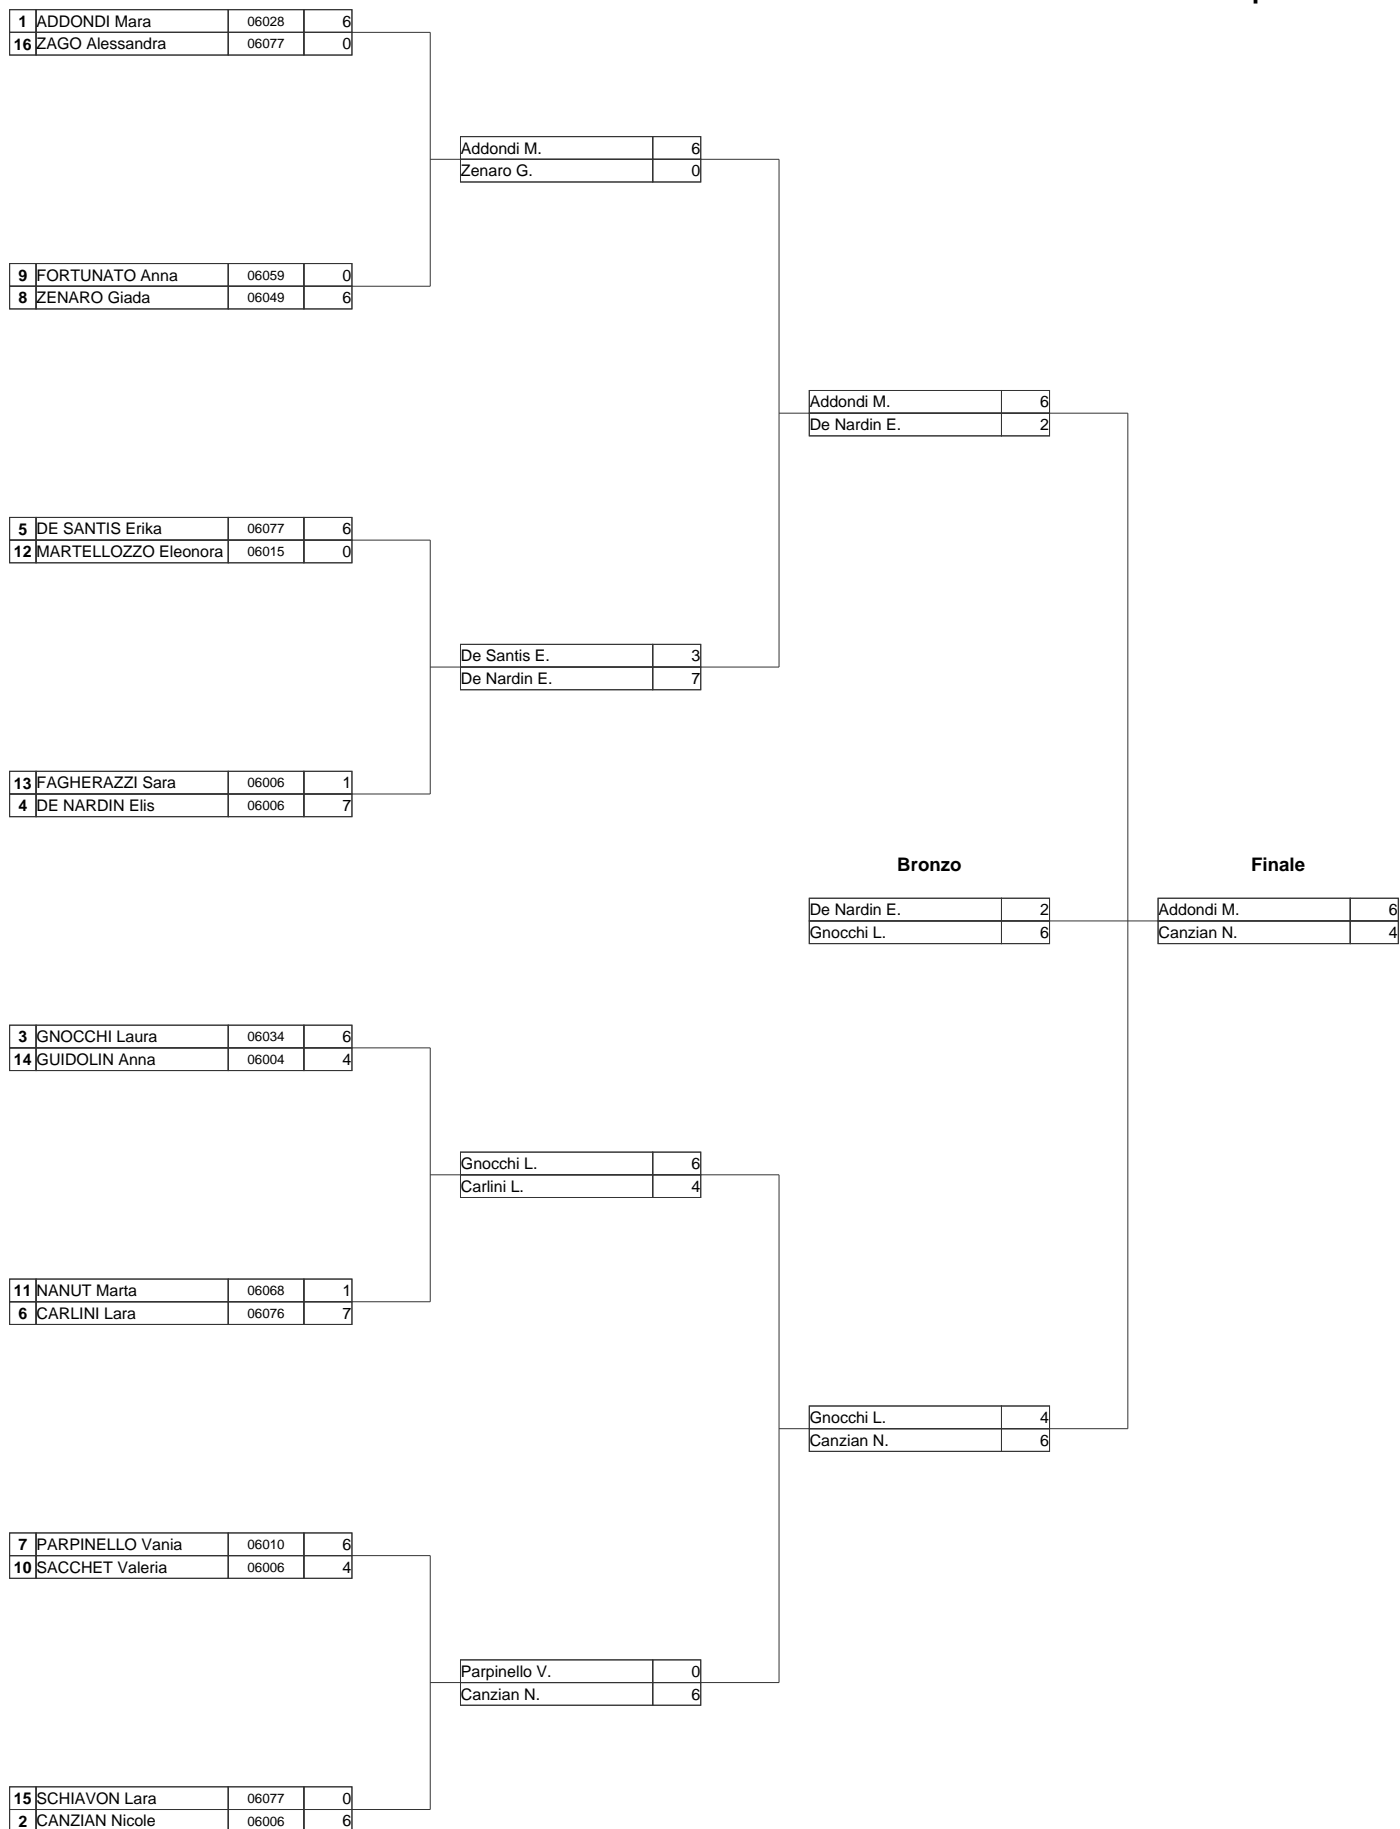 1 ADDONDI Mara 06028 6
16 ZAGO Alessandra 06077 0
Addondi M. 6
Zenaro G. 0
9 FORTUNATO Anna 06059 0
8 ZENARO Giada 06049 6
Addondi M. 6
De Nardin E. 2
5 DE SANTIS Erika 06077 6
12 MARTELLOZZO Eleonora 06015 0
De Santis E. 3
De Nardin E. 7
13 FAGHERAZZI Sara 06006 1
4 DE NARDIN Elis 06006 7
Bronzo Finale
De Nardin E. 2 Addondi M. 6
Gnocchi L. 6 Canzian N. 4
3 GNOCCHI Laura 06034 6
14 GUIDOLIN Anna 06004 4
Gnocchi L. 6
Carlini L. 4
11 NANUT Marta 06068 1
6 CARLINI Lara 06076 7
Gnocchi L. 4
Canzian N. 6
7 PARPINELLO Vania 06010 6
10 SACCHET Valeria 06006 4
Parpinello V. 0
Canzian N. 6
15 SCHIAVON Lara 06077 0
2 CANZIAN Nicole 06006 6